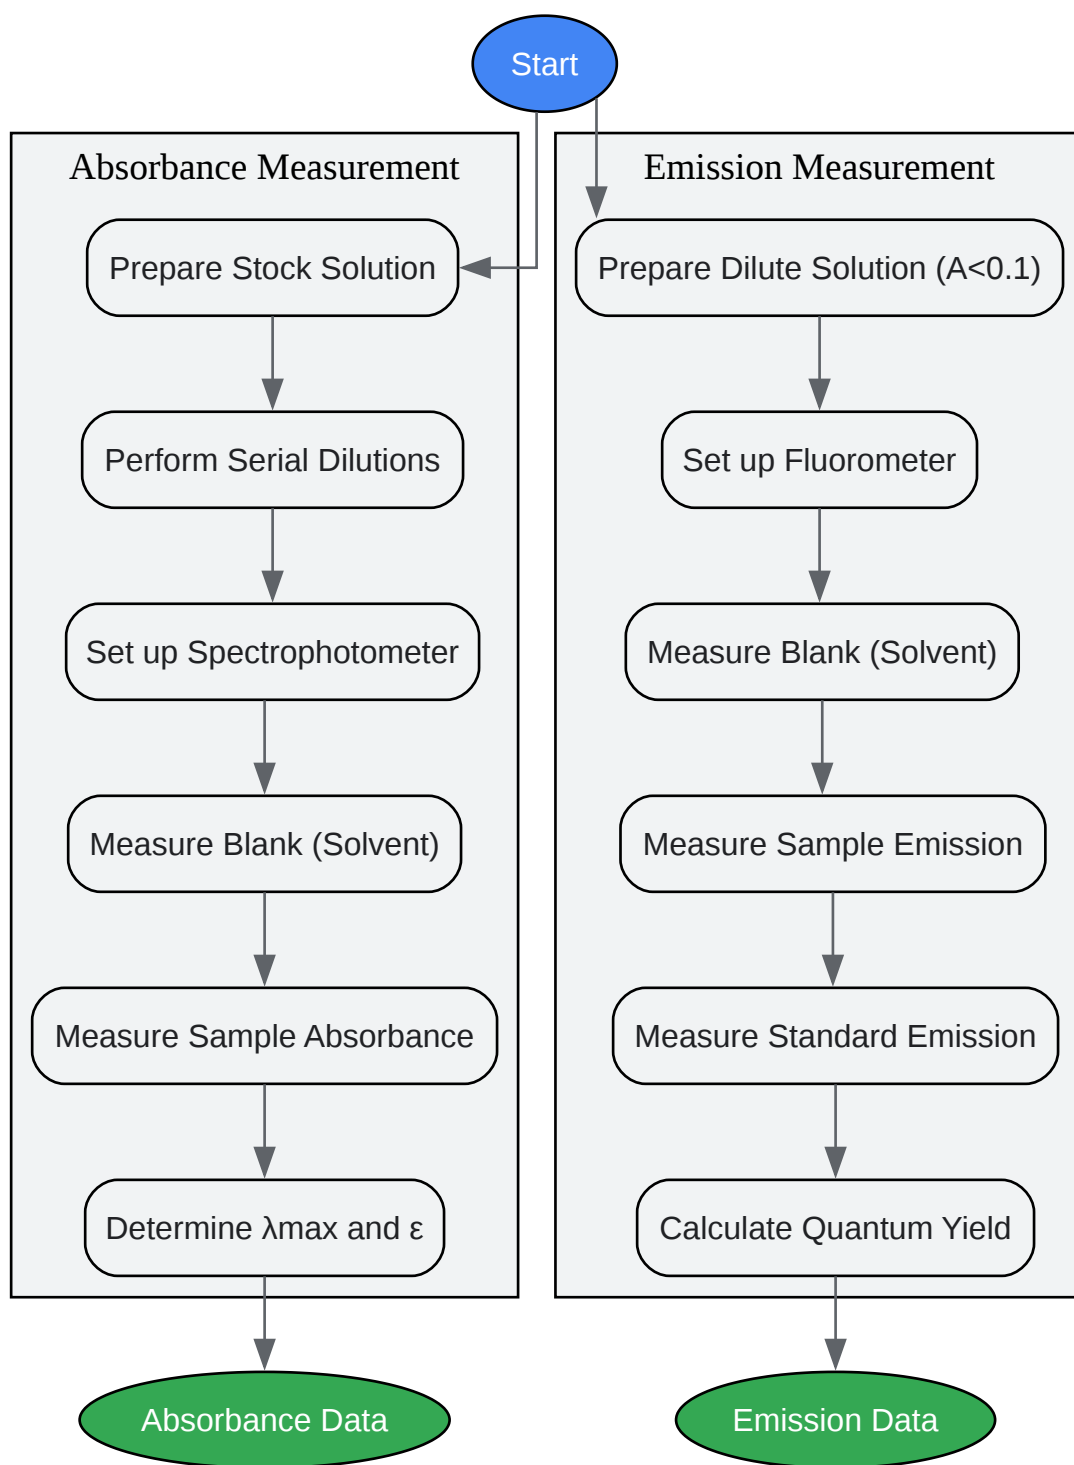 Start
Absorbance Measurement
Prepare Stock Solution
Perform Serial Dilutions
Set up Spectrophotometer
Measure Blank (Solvent)
Measure Sample Absorbance
Determine λmax and ε
Absorbance Data
Emission Measurement
Prepare Dilute Solution (A<0.1)
Set up Fluorometer
Measure Blank (Solvent)
Measure Sample Emission
Measure Standard Emission
Calculate Quantum Yield
Emission Data